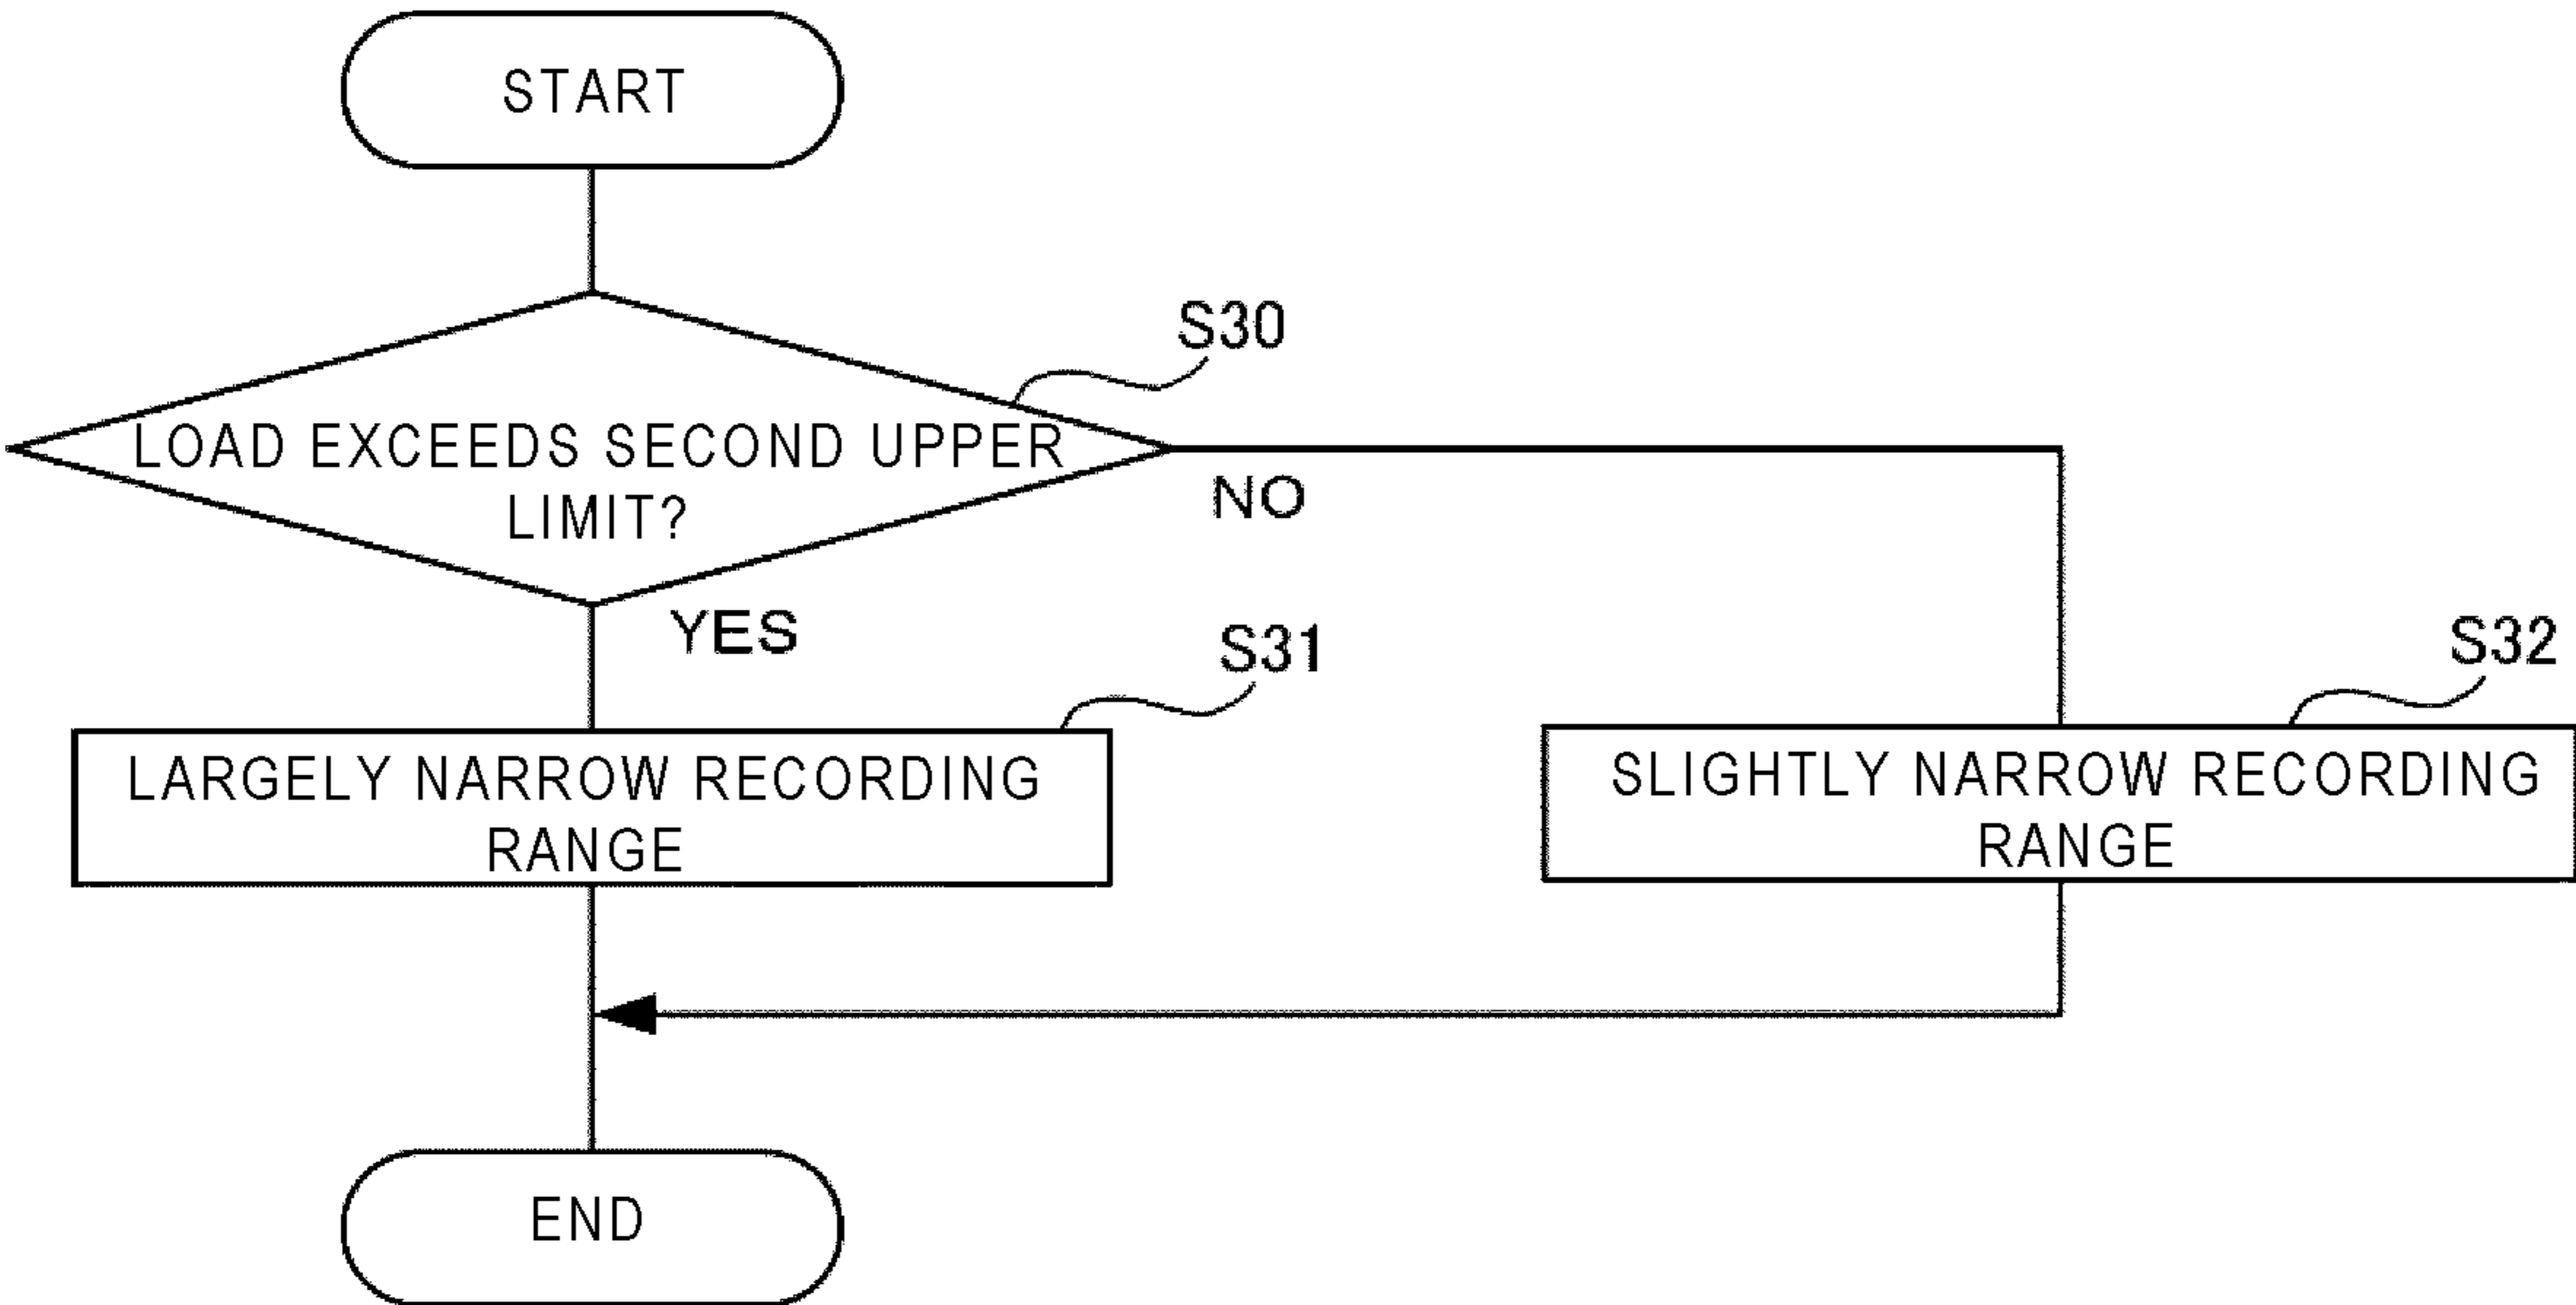 START
S30
LOAD EXCEEDS SECOND UPPER
LIMIT?
NO
YES
S31
S32
LARGELY NARROW RECORDING
RANGE
SLIGHTLY NARROW RECORDING
RANGE
END